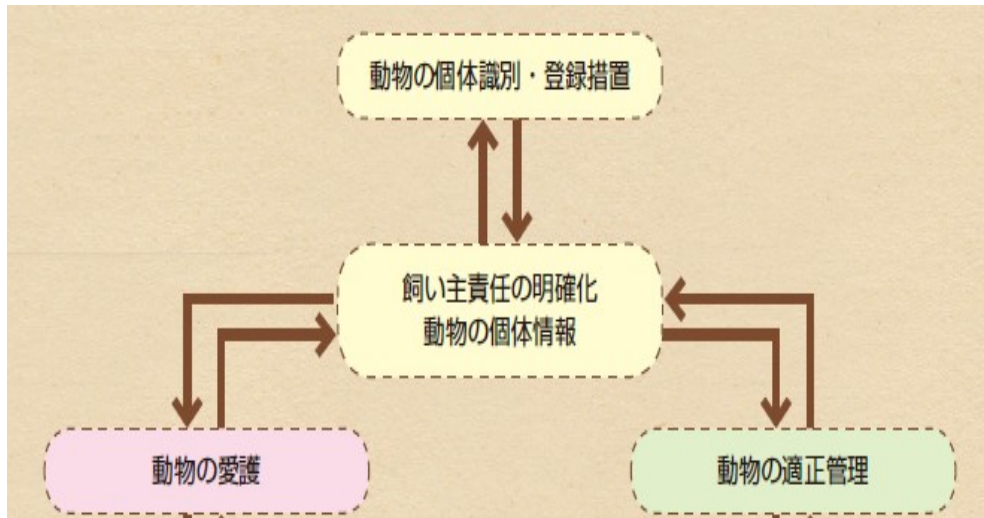 動物の個体識別・登録措置
飼い主責任の明確化
動物の個体情報
動物の愛護
動物の適正管理